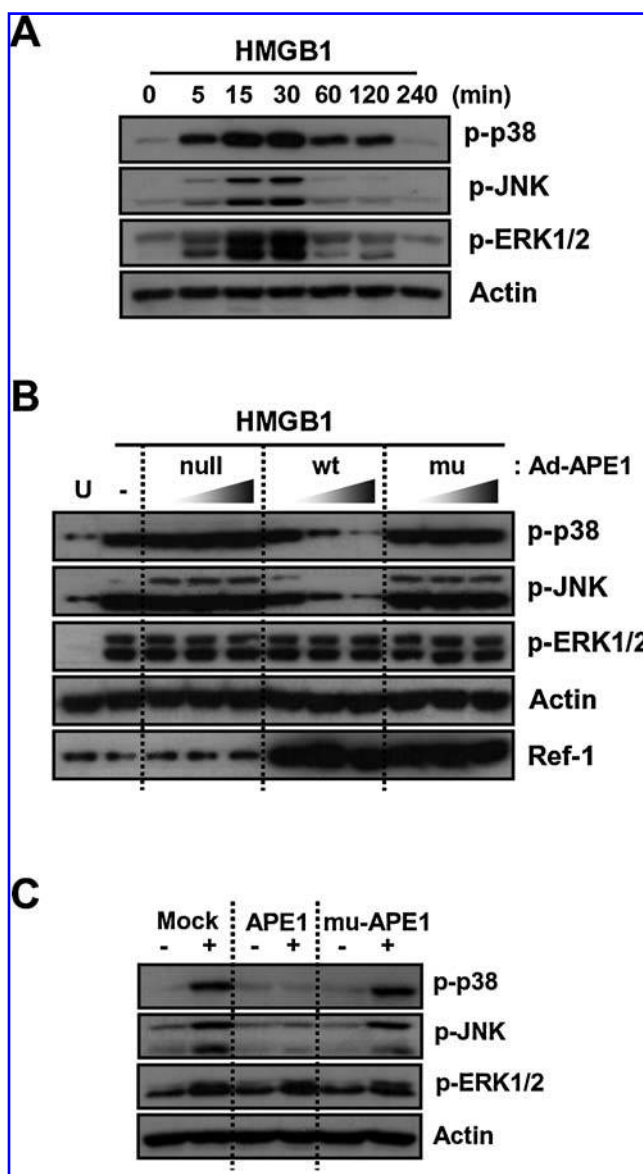 A
HMGB1
0 5 15 30 60 120 240 (min)
p-p38
p-JNK
p-ERK1/2
Actin
B
HMGB1
null wt mu : Ad-APE1
U -
p-p38
p-JNK
p-ERK1/2
Actin
Ref-1
C
Mock APE1 mu-APE1
- + - + - +
p-p38
p-JNK
p-ERK1/2
Actin